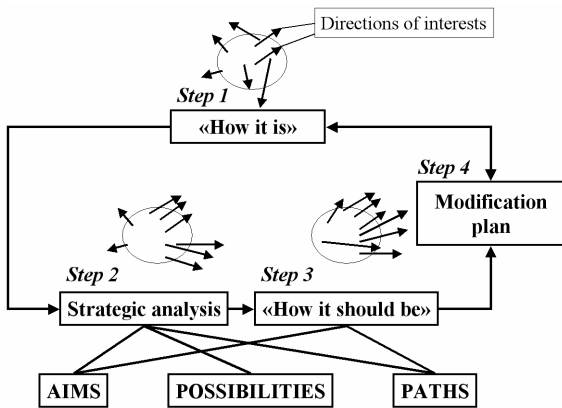 Directions of interests
Step 1
«How it is»
Step 4
Modification
plan
Step 2
Strategic analysis
Step 3
«How it should be»
AIMS
POSSIBILITIES
PATHS